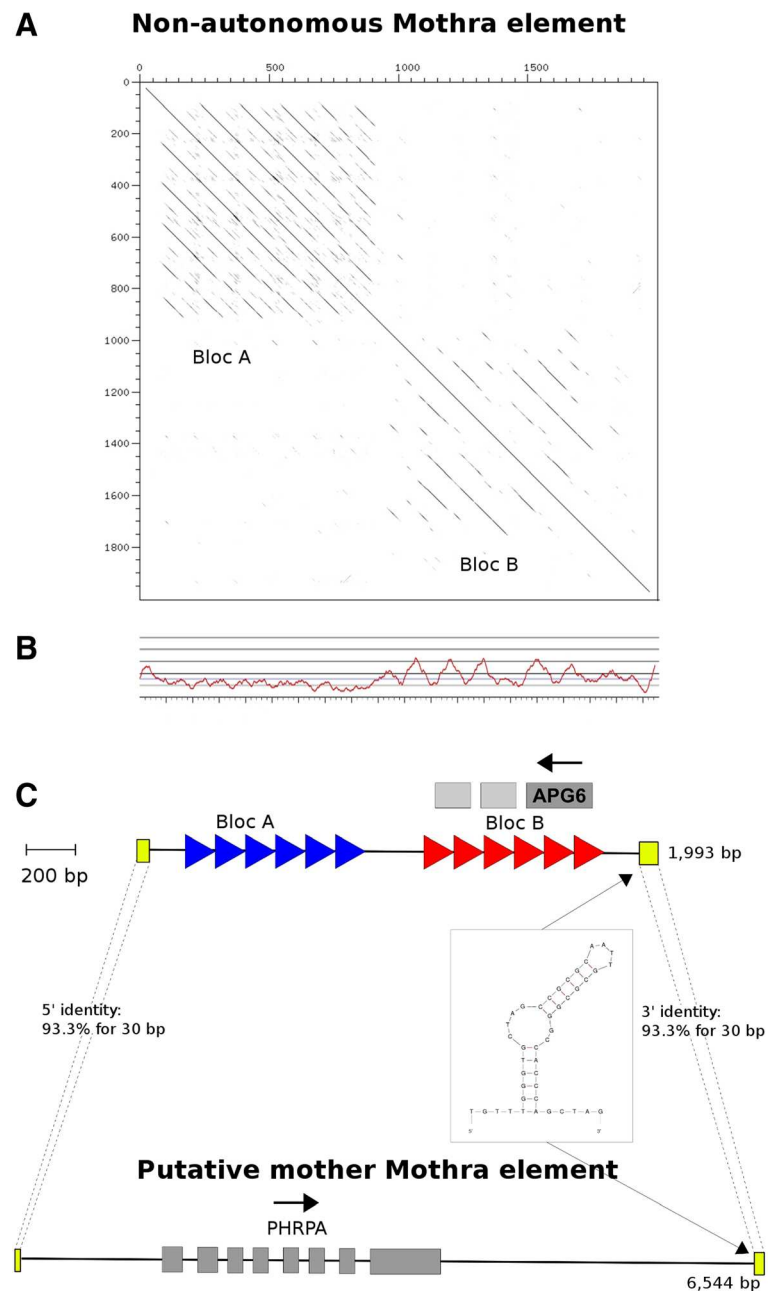 A
Non-autonomous Mothra element
0 500 1000 1500
0
200
400
600
800
1000
1200
1400
1600
1800
Bloc A
Bloc B
B
C
APG6
Bloc A
Bloc B
1,993 bp
200 bp
5' identity:
93.3% for 30 bp
3' identity:
93.3% for 30 bp
T G T T T A G C T A G
5' 3'
Putative mother Mothra element
PHRPA
6,544 bp